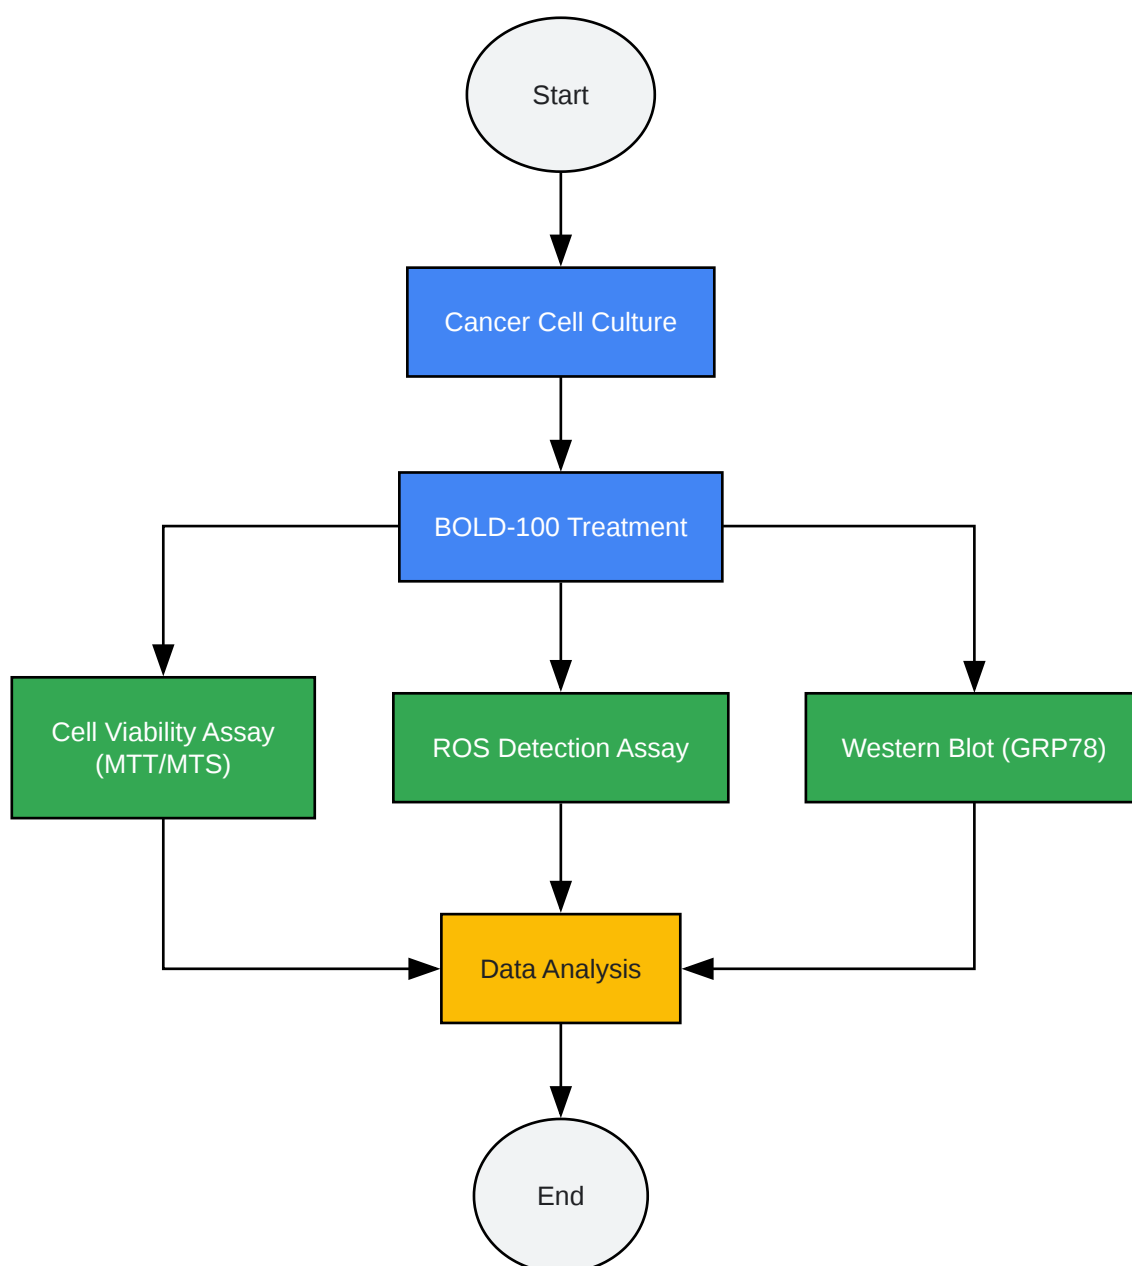 Start
Cancer Cell Culture
BOLD-100 Treatment
Cell Viability Assay
(MTT/MTS)
ROS Detection Assay
Western Blot (GRP78)
Data Analysis
End